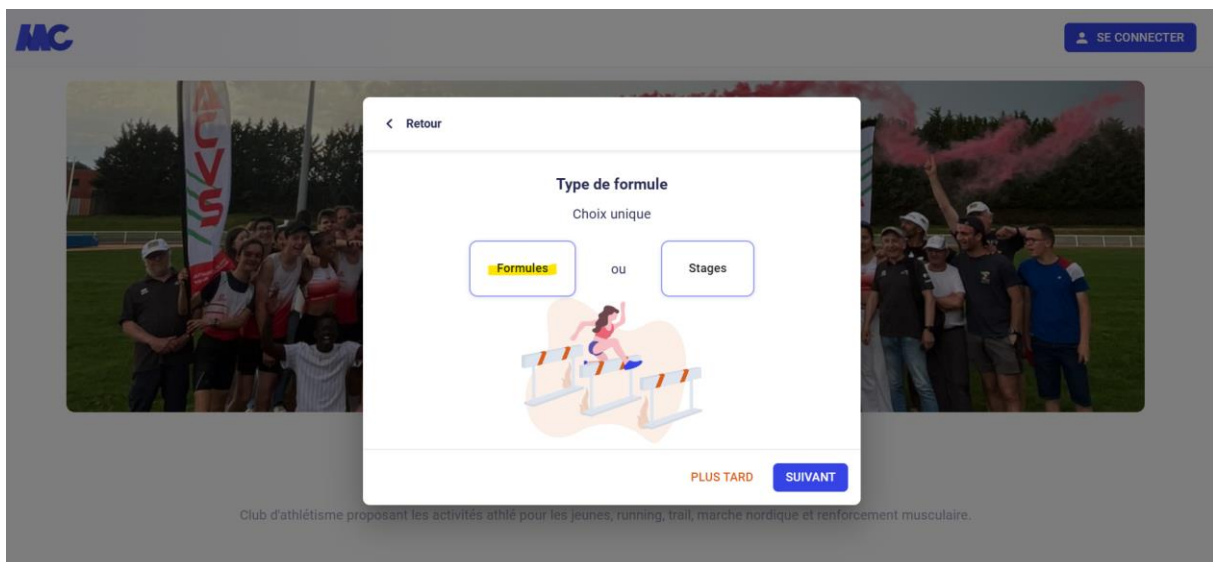 MC
SE CONNECTER
ACVS
Retour
Type de formule
Choix unique
Formules ou Stages
PLUS TARD SUIVANT
Club d'athlétisme proposant les activités athlé pour les jeunes, running, trail, marche nordique et renforcement musculaire.